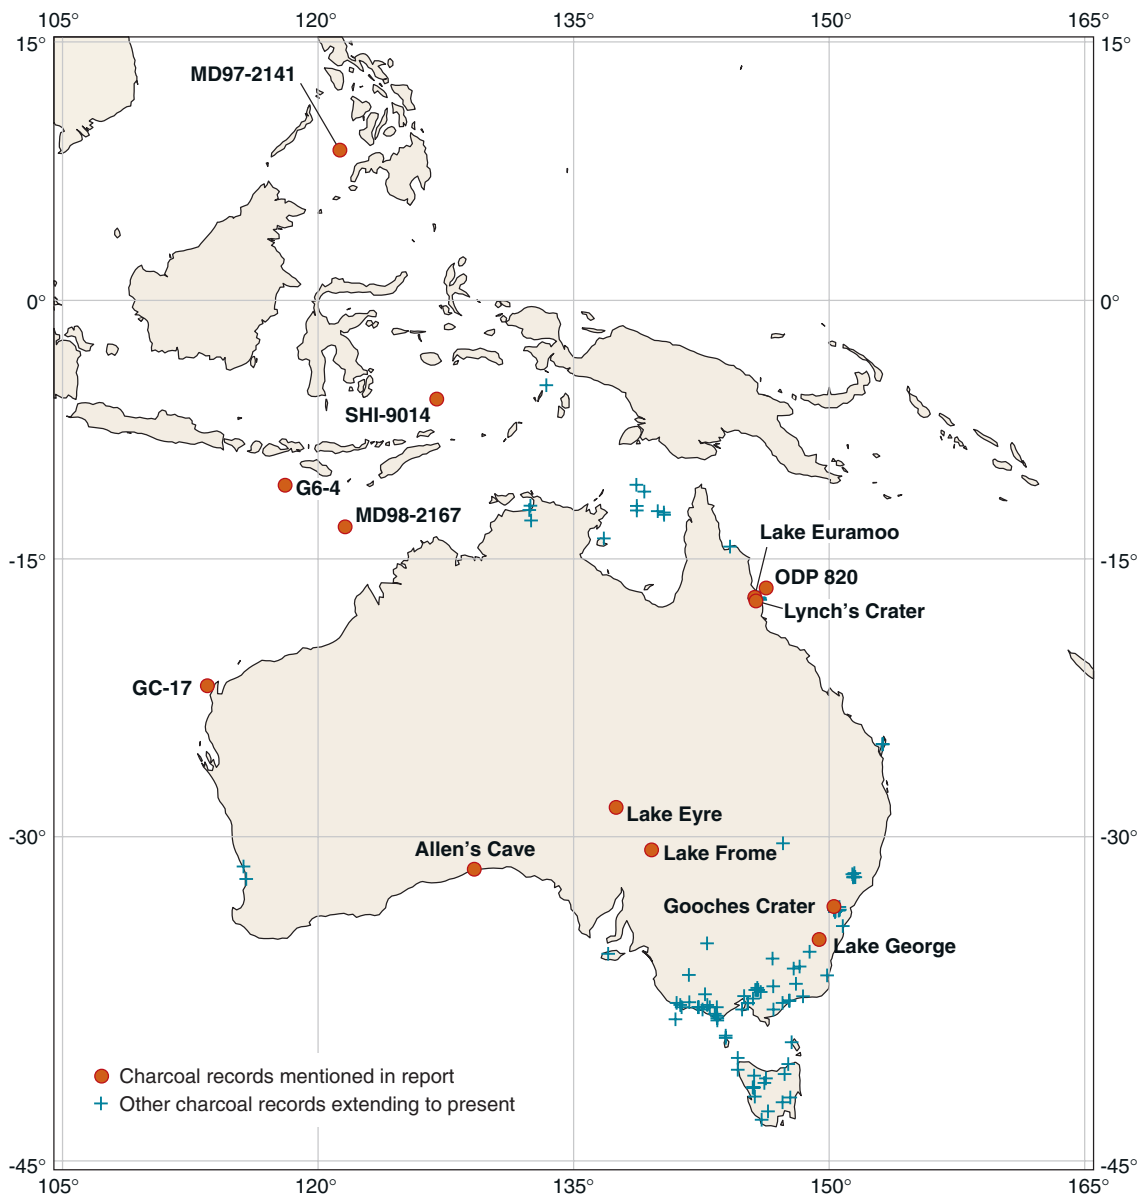 105° 120° 135° 150° 165°
15° 15°
MD97-2141
0° 0°
SHI-9014
G6-4
MD98-2167
Lake Euramoo
-15° -15°
ODP 820
Lynch's Crater
GC-17
Lake Eyre
-30° -30°
Allen's Cave
Lake Frome
Gooches Crater
Lake George
Charcoal records mentioned in report
Other charcoal records extending to present
-45° -45°
105° 120° 135° 150° 165°